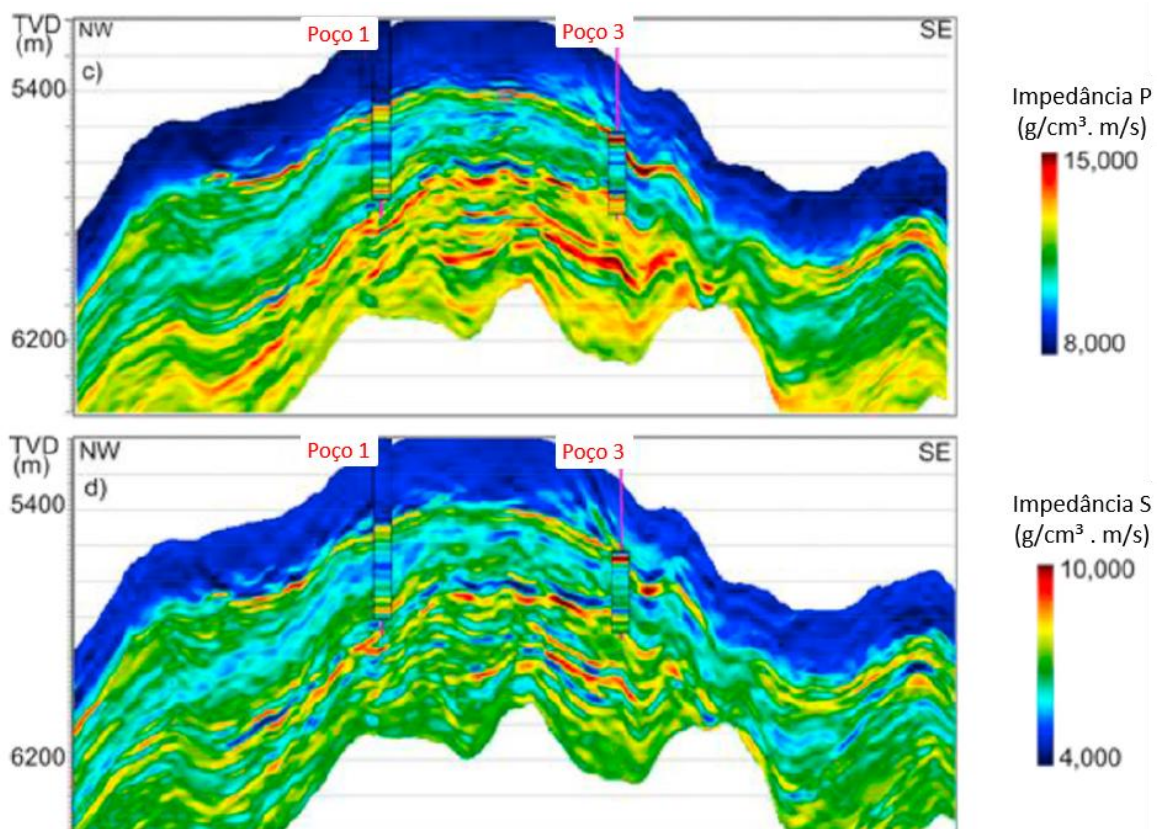 TVD
(m)
NW
Poço 1
Poço 3
SE
c)
5400
6200
Impedância P
(g/cm³. m/s)
15,000
8,000
TVD
(m)
NW
Poço 1
Poço 3
SE
d)
5400
6200
Impedância S
(g/cm³ . m/s)
10,000
4,000